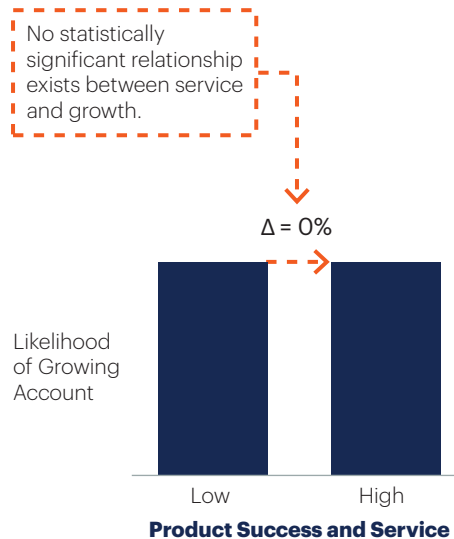 No statistically
significant relationship
exists between service
and growth.
Δ = 0%
Likelihood
of Growing
Account
Low
High
Product Success and Service